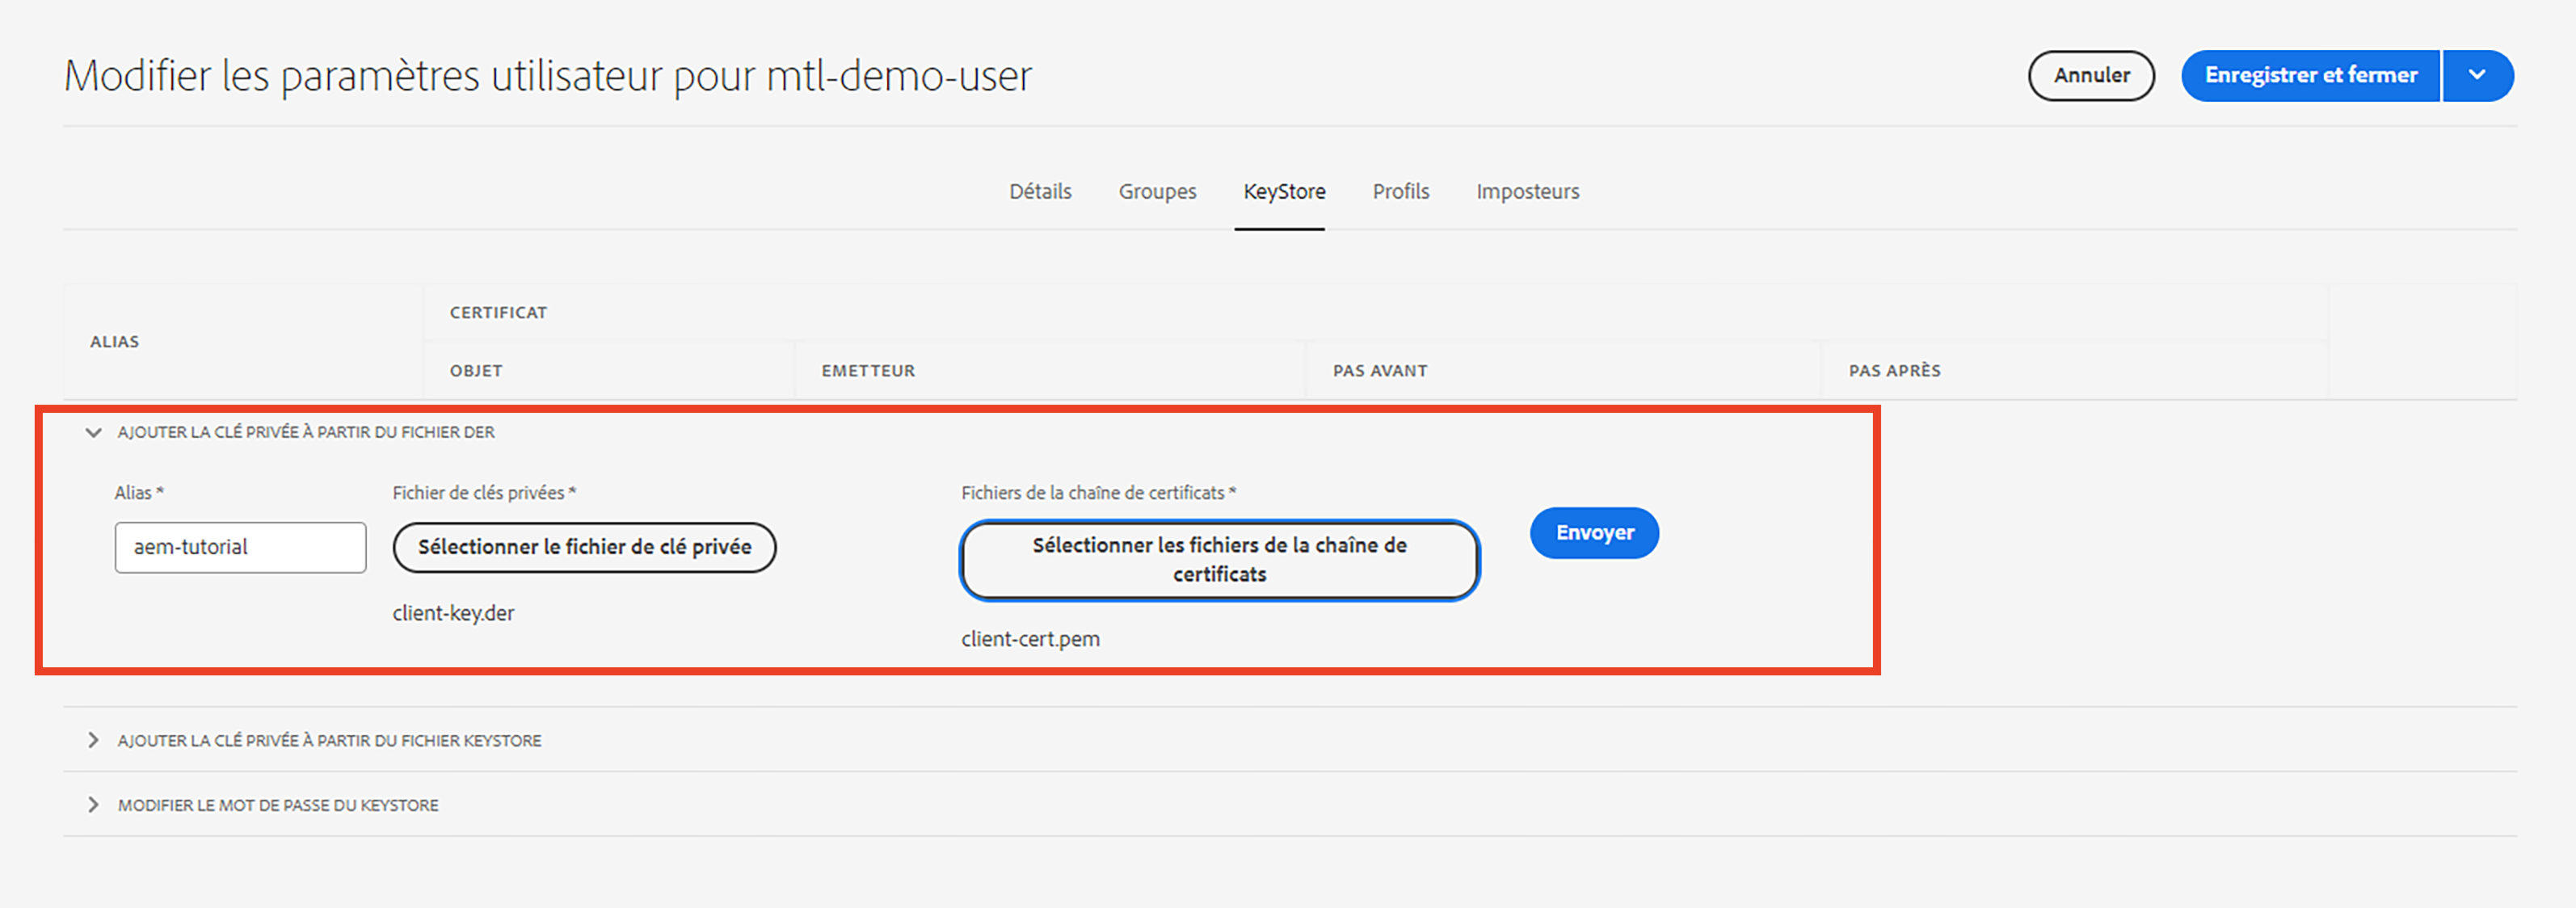 Modifier les paramètres utilisateur pour mtl-demo-user
Annuler
Enregistrer et fermer
Détails
Groupes
KeyStore
Profils
Imposteurs
ALIAS
CERTIFICAT
OBJET
EMETTEUR
PAS AVANT
PAS APRÈS
AJOUTER LA CLÉ PRIVÉE À PARTIR DU FICHIER DER
Alias *
Fichier de clés privées *
Fichiers de la chaîne de certificats *
aem-tutorial
Sélectionner le fichier de clé privée
Sélectionner les fichiers de la chaîne de
certificats
Envoyer
client-key.der
client-cert.pem
AJOUTER LA CLÉ PRIVÉE À PARTIR DU FICHIER KEYSTORE
MODIFIER LE MOT DE PASSE DU KEYSTORE